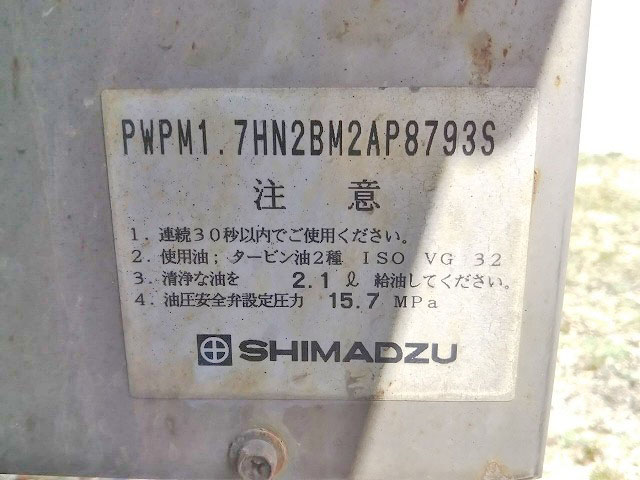 PWPM1.7HN2BM2AP8793S
注 意
1. 連続30秒以内でご使用ください。
2. 使用油; タービン油2種 ISO VG 32
3. 清浄な油を 2.1 ℓ 給油してください。
4. 油圧安全弁設定圧力 15.7 MPa
SHIMADZU